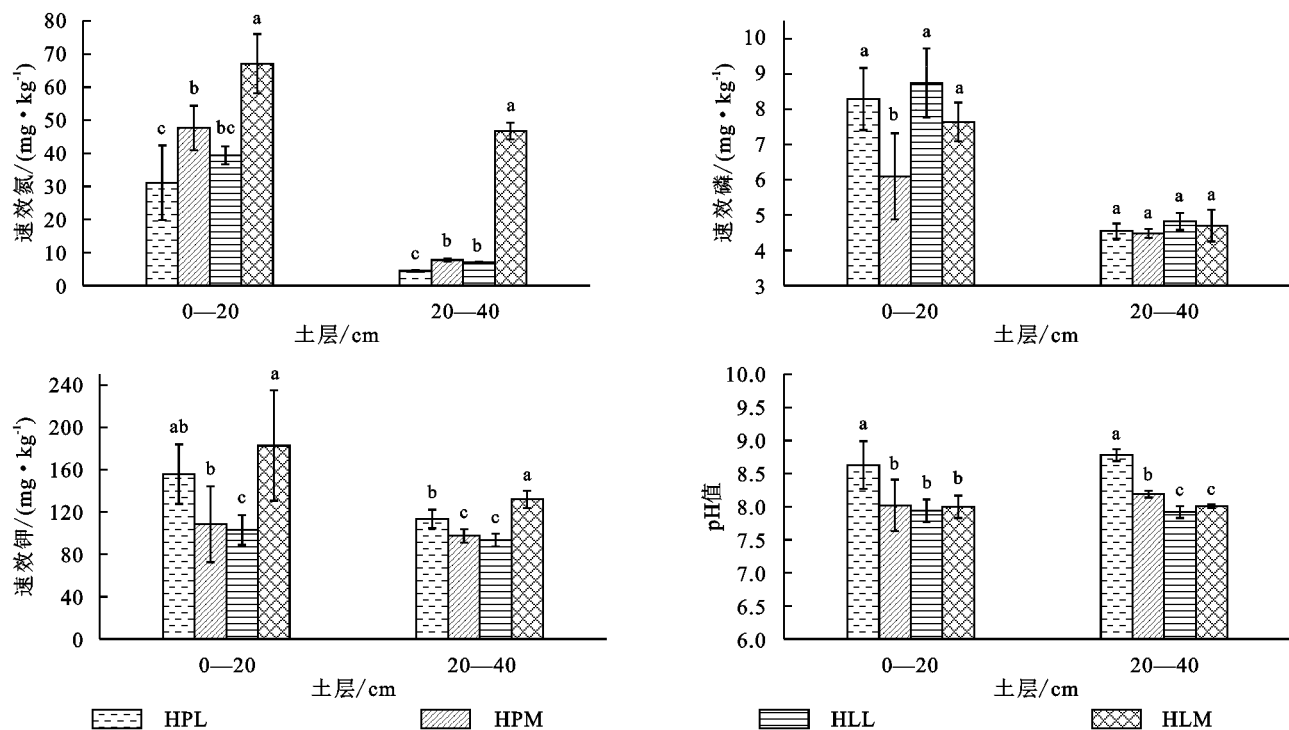 80
70
60
50
40
30
20
10
0
速效氮/(mg·kg⁻¹)
c b bc a
c b b a
0—20 20—40
土层/cm
10
9
8
7
6
5
4
3
速效磷/(mg·kg⁻¹)
a b a a
a a a a
0—20 20—40
土层/cm
240
200
160
120
80
40
0
速效钾/(mg·kg⁻¹)
ab b c a
b c c a
0—20 20—40
土层/cm
10.0
9.5
9.0
8.5
8.0
7.5
7.0
6.5
6.0
pH值
a b b b
a b c c
0—20 20—40
土层/cm
HPL HPM HLL HLM